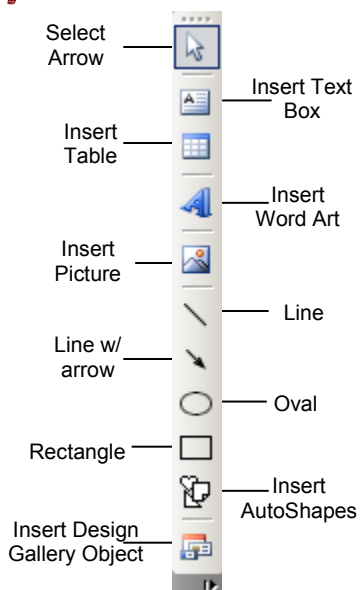 Select
Arrow
Insert Text
Box
Insert
Table
Insert
Word Art
Insert
Picture
Line
Line w/
arrow
Oval
Rectangle
Insert
AutoShapes
Insert Design
Gallery Object